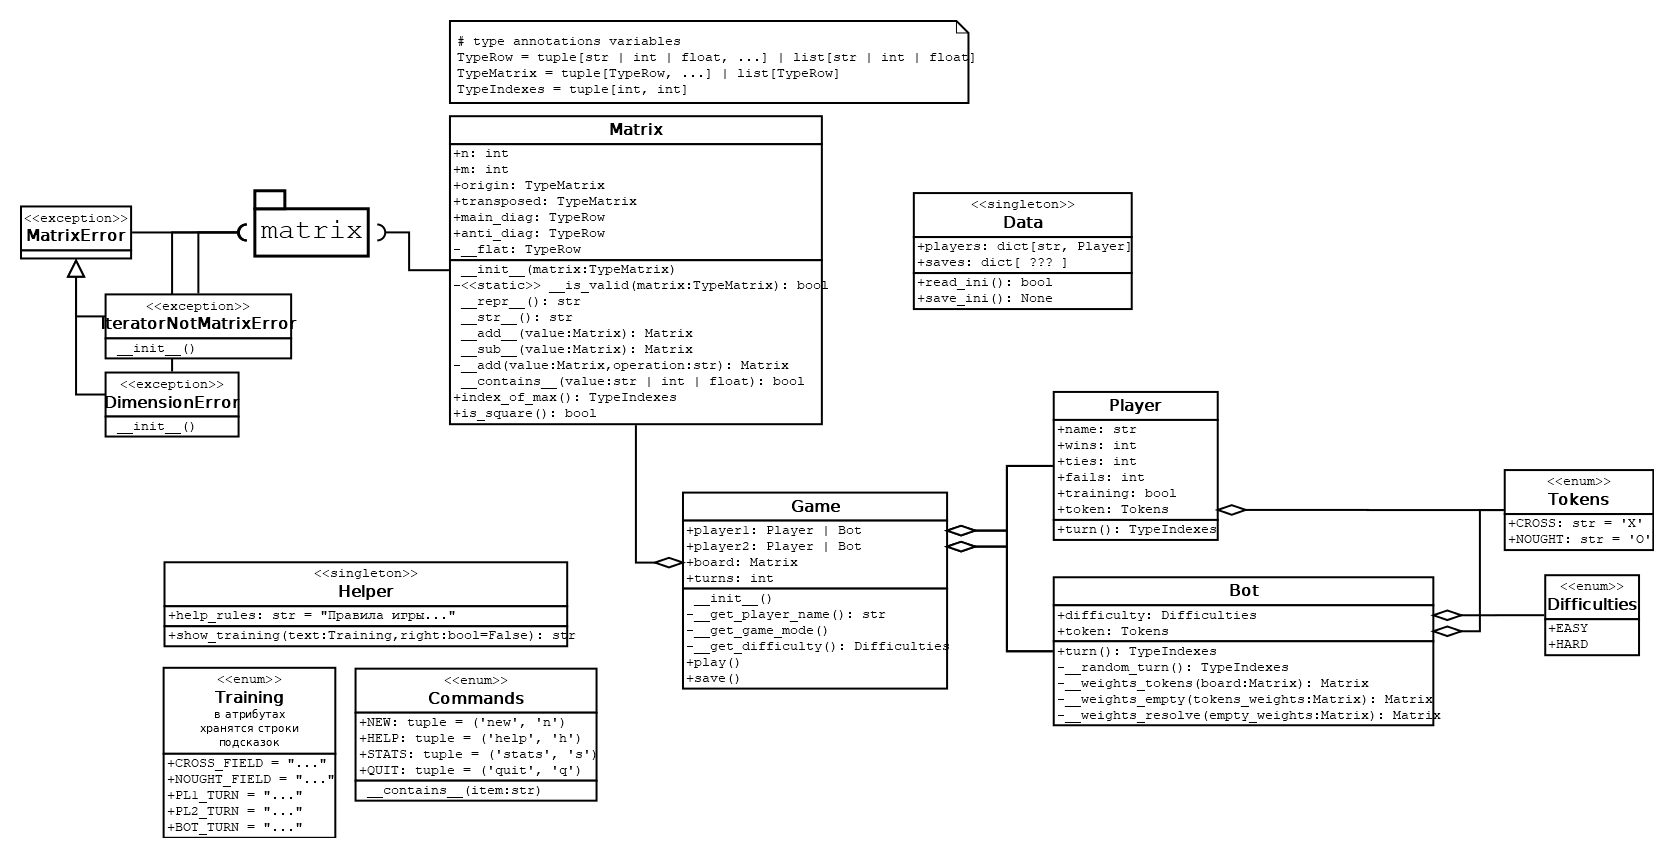 # type annotations variables
TypeRow = tuple[str | int | float, ...] | list[str | int | float]
TypeMatrix = tuple[TypeRow, ...] | list[TypeRow]
TypeIndexes = tuple[int, int]
Matrix
+n: int
+m: int
+origin: TypeMatrix
+transposed: TypeMatrix
+main_diag: TypeRow
+anti_diag: TypeRow
-__flat: TypeRow
__init__(matrix:TypeMatrix)
-<<static>> __is_valid(matrix:TypeMatrix): bool
__repr__(): str
__str__(): str
__add__(value:Matrix): Matrix
__sub__(value:Matrix): Matrix
-__add(value:Matrix,operation:str): Matrix
__contains__(value:str | int | float): bool
+index_of_max(): TypeIndexes
+is_square(): bool
<<exception>>
MatrixError
matrix
<<exception>>
IteratorNotMatrixError
__init__()
<<exception>>
DimensionError
__init__()
<<singleton>>
Data
+players: dict[str, Player]
+saves: dict[ ??? ]
+read_ini(): bool
+save_ini(): None
Player
+name: str
+wins: int
+ties: int
+fails: int
+training: bool
+token: Tokens
+turn(): TypeIndexes
<<enum>>
Tokens
+CROSS: str = 'X'
+NOUGHT: str = 'O'
Game
+player1: Player | Bot
+player2: Player | Bot
+board: Matrix
+turns: int
__init__()
-__get_player_name(): str
-__get_game_mode()
-__get_difficulty(): Difficulties
+play()
+save()
Bot
+difficulty: Difficulties
+token: Tokens
+turn(): TypeIndexes
-__random_turn(): TypeIndexes
-__weights_tokens(board:Matrix): Matrix
-__weights_empty(tokens_weights:Matrix): Matrix
-__weights_resolve(empty_weights:Matrix): Matrix
<<enum>>
Difficulties
+EASY
+HARD
<<singleton>>
Helper
+help_rules: str = "Правила игры..."
+show_training(text:Training,right:bool=False): str
<<enum>>
Training
в атрибутах
хранятся строки
подсказок
+CROSS_FIELD = "..."
+NOUGHT_FIELD = "..."
+PL1_TURN = "..."
+PL2_TURN = "..."
+BOT_TURN = "..."
<<enum>>
Commands
+NEW: tuple = ('new', 'n')
+HELP: tuple = ('help', 'h')
+STATS: tuple = ('stats', 's')
+QUIT: tuple = ('quit', 'q')
__contains__(item:str)